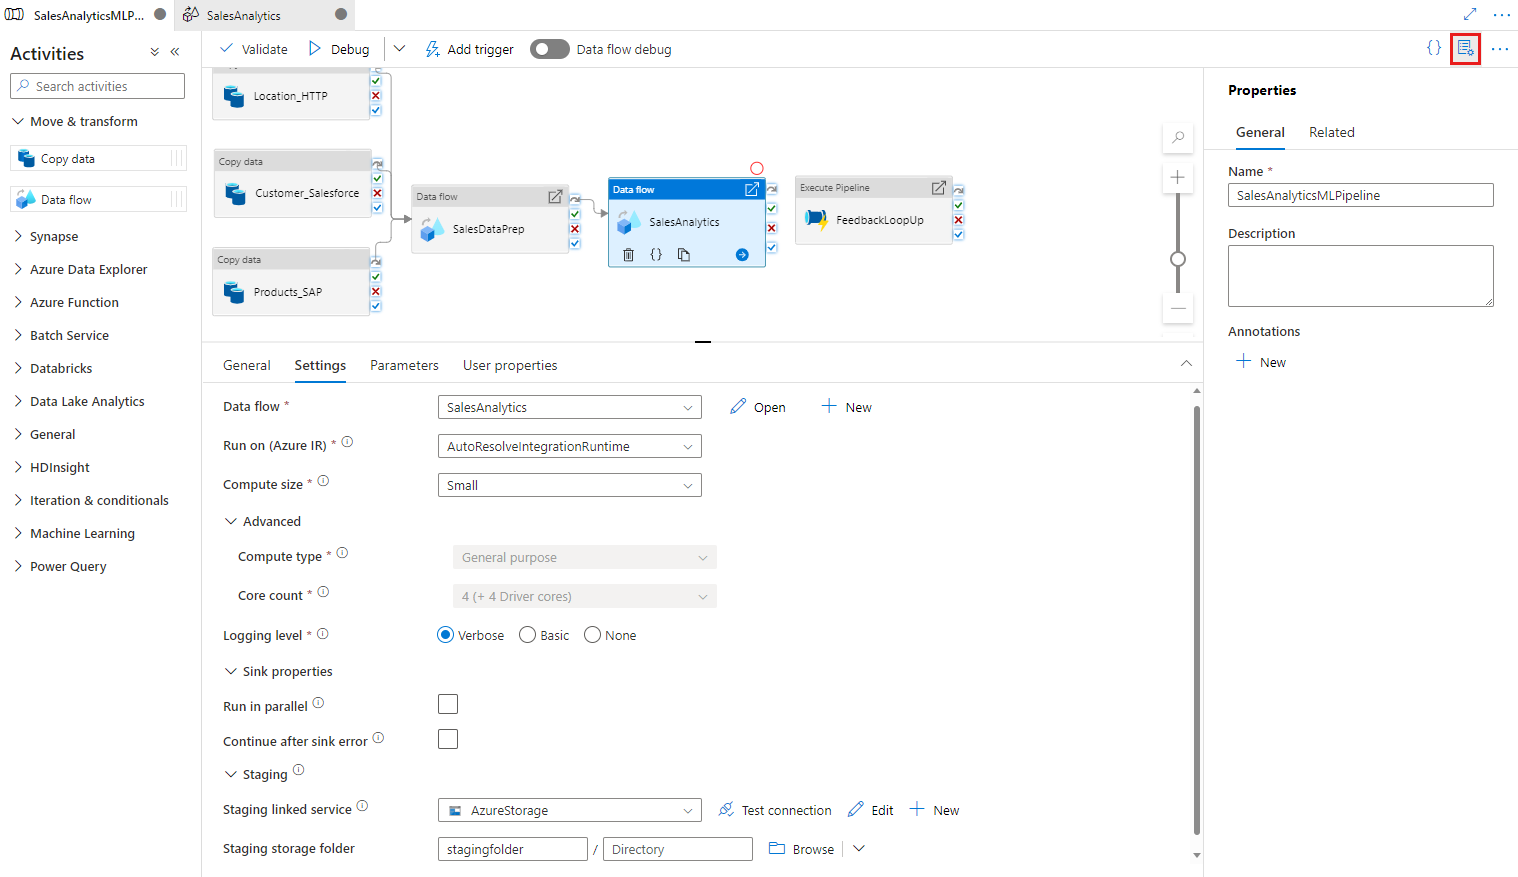 SalesAnalyticsMLP...
SalesAnalytics
Activities
Search activities
Move & transform
Copy data
Data flow
Synapse
Azure Data Explorer
Azure Function
Batch Service
Databricks
Data Lake Analytics
General
HDInsight
Iteration & conditionals
Machine Learning
Power Query
Validate
Debug
Add trigger
Data flow debug
{}
Location_HTTP
Copy data
Customer_Salesforce
Copy data
Products_SAP
Data flow
SalesDataPrep
Data flow
SalesAnalytics
{}
Execute Pipeline
FeedbackLoopUp
General Settings Parameters User properties
Data flow * SalesAnalytics Open New
Run on (Azure IR) * AutoResolveIntegrationRuntime
Compute size * Small
Advanced
Compute type * General purpose
Core count * 4 (+ 4 Driver cores)
Logging level * Verbose Basic None
Sink properties
Run in parallel
Continue after sink error
Staging
Staging linked service AzureStorage Test connection Edit New
Staging storage folder stagingfolder / Directory Browse
Properties
General Related
Name *
SalesAnalyticsMLPipeline
Description
Annotations
New